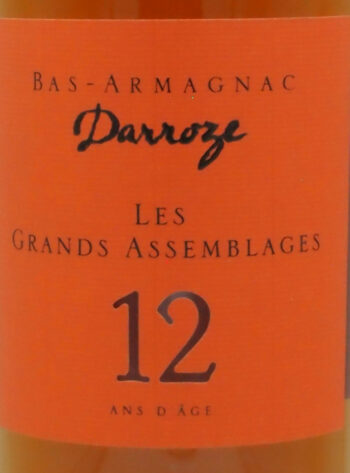 BAS-ARMAGNAC
Darroze
LES
GRANDS ASSEMBLAGES
12
ANS D'ÂGE